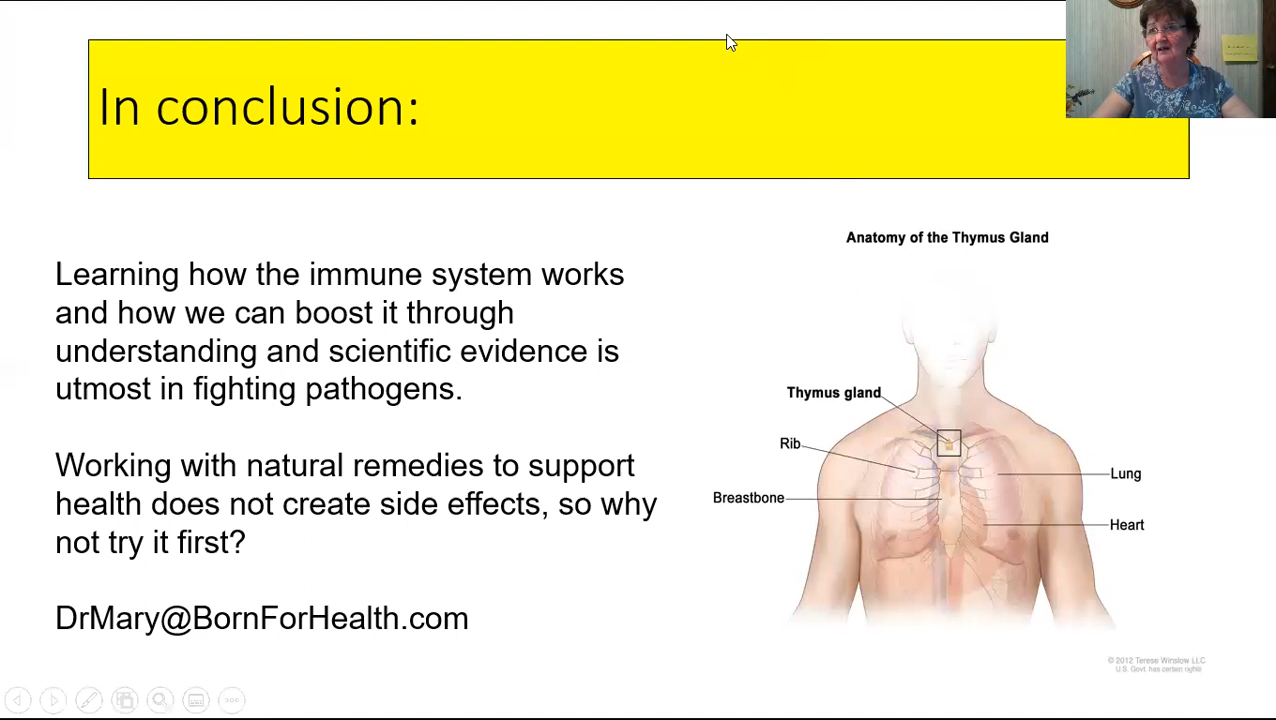 In conclusion:
Learning how the immune system works
and how we can boost it through
understanding and scientific evidence is
utmost in fighting pathogens.
Working with natural remedies to support
health does not create side effects, so why
not try it first?
DrMary@BornForHealth.com
Anatomy of the Thymus Gland
Thymus gland
Rib
Breastbone
Lung
Heart
© 2012 Terese Winslow LLC
U.S. Govt. has certain rights